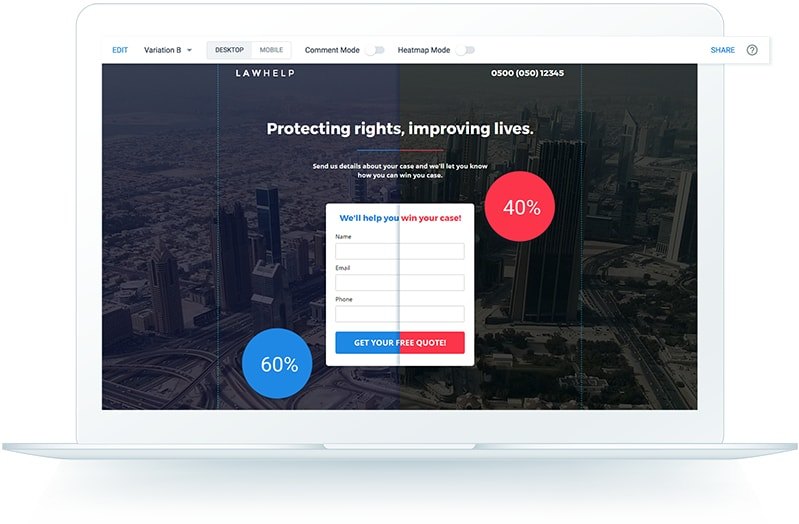 EDIT Variation B DESKTOP MOBILE Comment Mode Heatmap Mode SHARE ?
LAWHELP 0500 (050) 12345
Protecting rights, improving lives.
Send us details about your case and we'll let you know
how you can win you case.
40%
We'll help you win your case!
Name
Email
Phone
GET YOUR FREE QUOTE!
60%